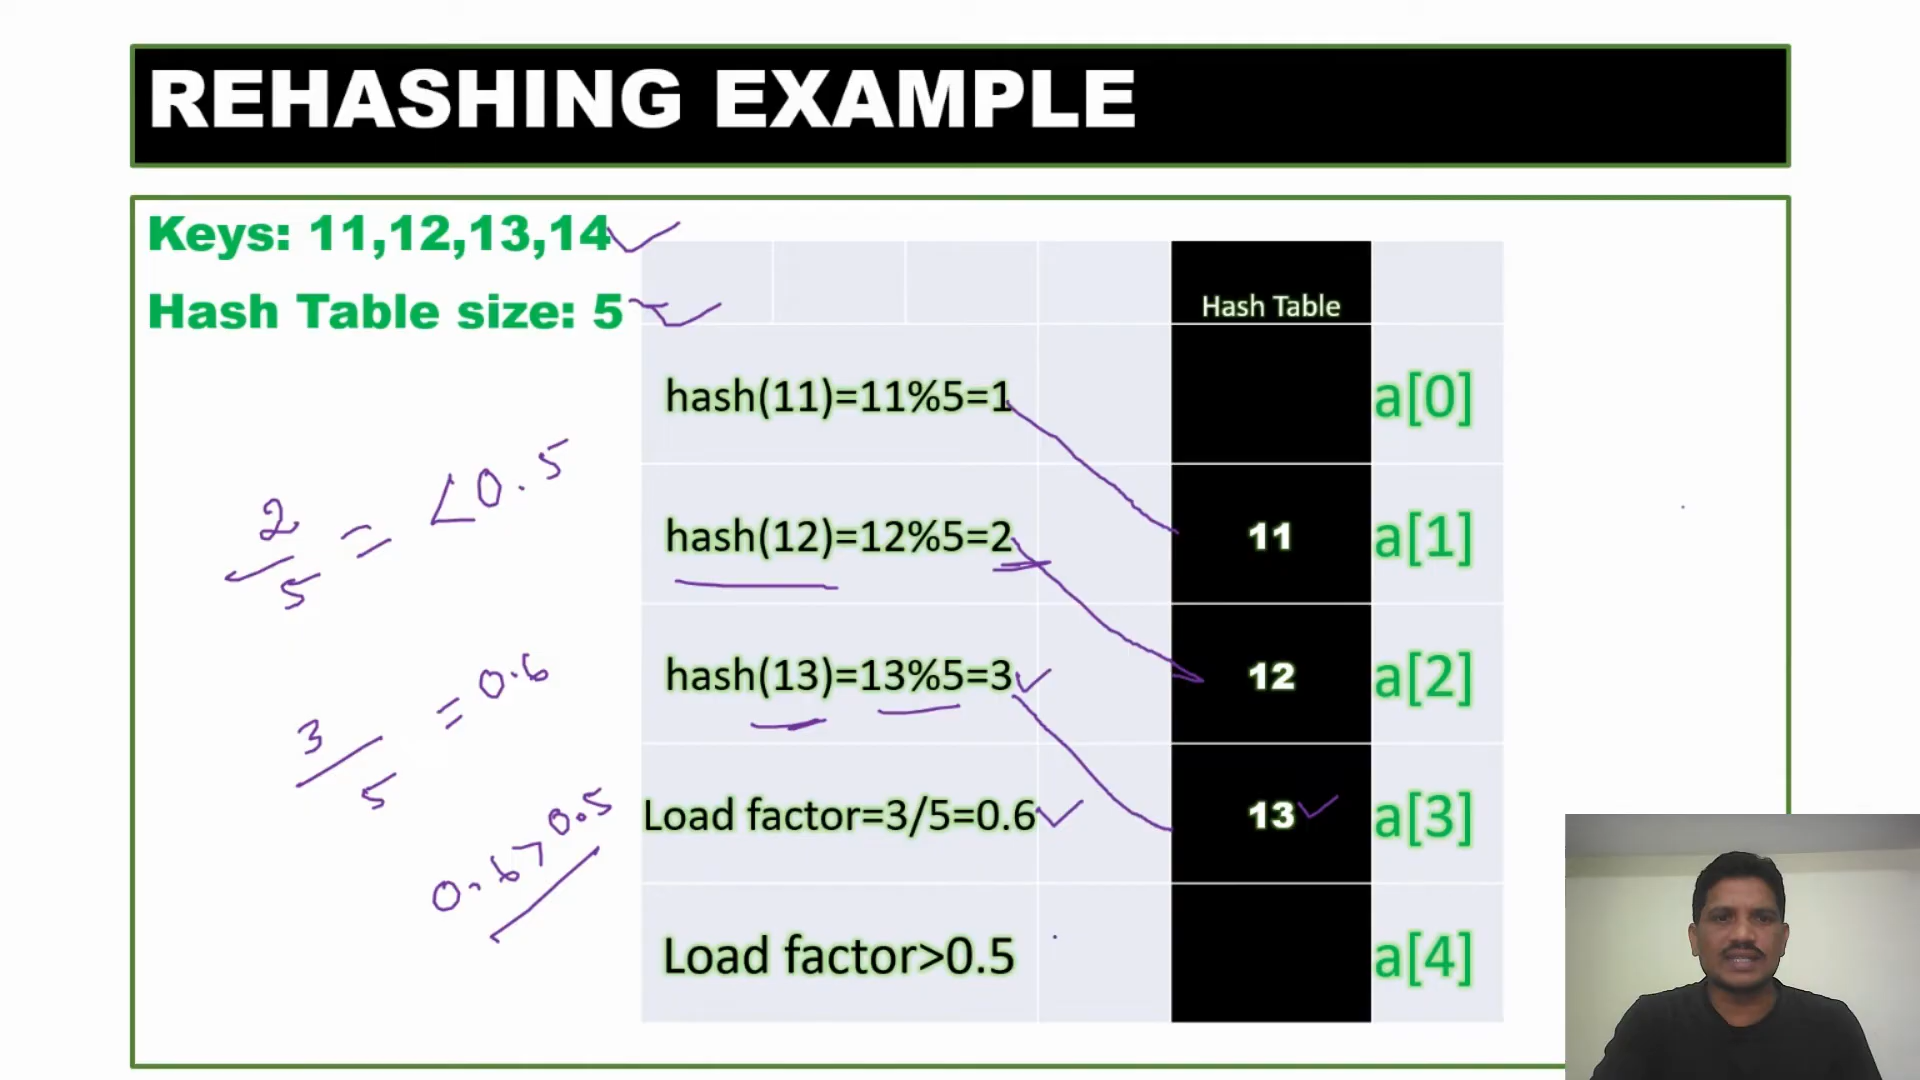 REHASHING EXAMPLE
Keys: 11,12,13,14
Hash Table size: 5
Hash Table
hash(11)=11%5=1
a[0]
hash(12)=12%5=2
11
a[1]
hash(13)=13%5=3
12
a[2]
Load factor=3/5=0.6
13
a[3]
Load factor>0.5
a[4]
2/5 = <0.5
3/5 = 0.6
0.6>0.5